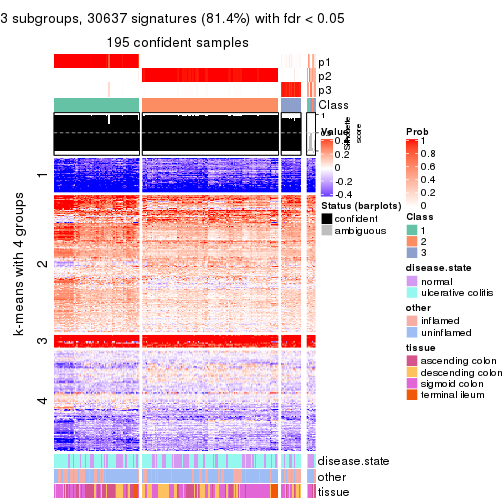 3 subgroups, 30637 signatures (81.4%) with fdr < 0.05
195 confident samples
p1
p2
p3
Class
1
Silhouette
score
k-means with 4 groups
1
2
3
4
disease.state
other
tissue
Value
0.4
0.2
0
-0.2
-0.4
Status (barplots)
confident
ambiguous
Prob
1
0.8
0.6
0.4
0.2
0
Class
1
2
3
disease.state
normal
ulcerative colitis
other
inflamed
uninflamed
tissue
ascending colon
descending colon
sigmoid colon
terminal ileum